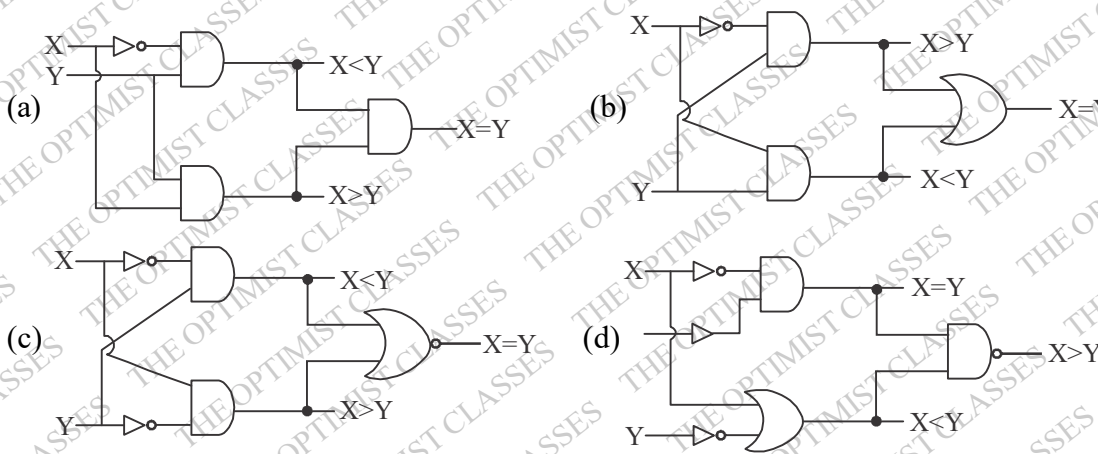 (a)
X
Y
X<Y
X=Y
X>Y
(b)
X
Y
X>Y
X=Y
X<Y
(c)
X
Y
X<Y
X=Y
X>Y
(d)
X
Y
X=Y
X>Y
X<Y
THE OPTIMIST CLASSES